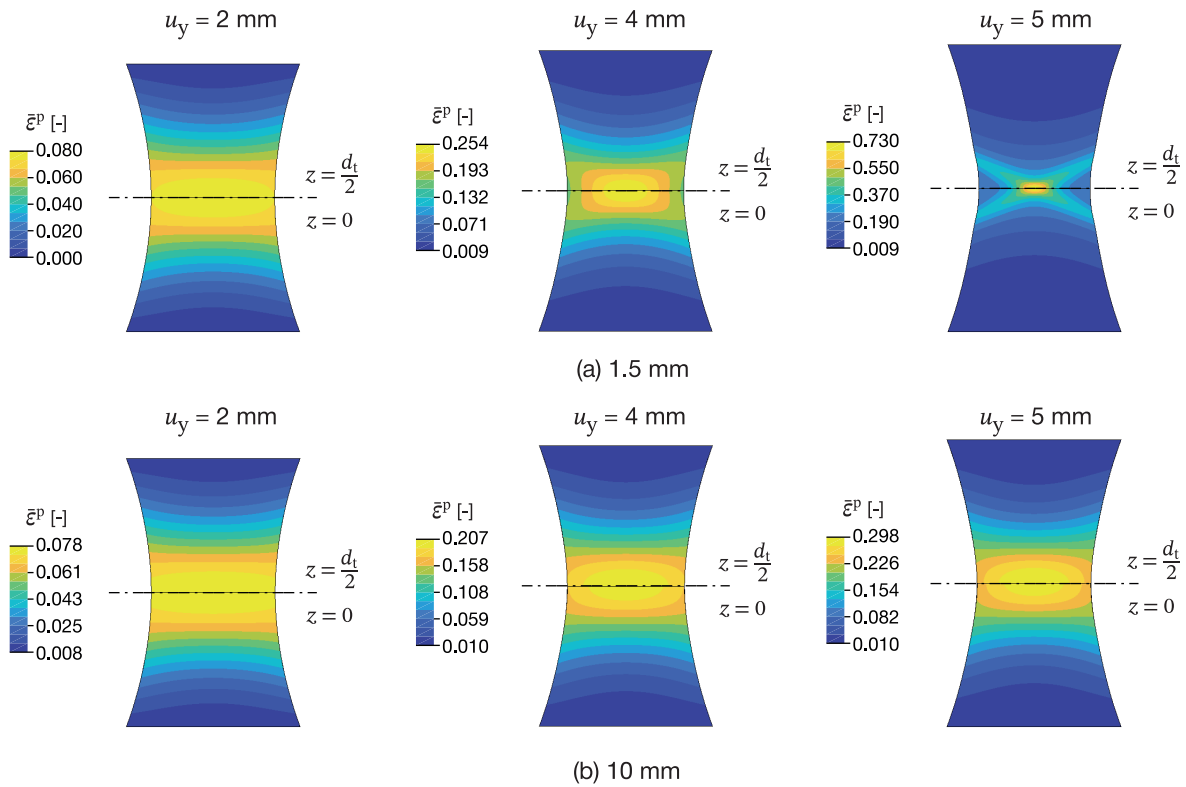 u_y = 2 mm
u_y = 4 mm
u_y = 5 mm
ε̄ᵖ [-]
0.080
0.060
0.040
0.020
0.000
z = d_t/2
z = 0
ε̄ᵖ [-]
0.254
0.193
0.132
0.071
0.009
z = d_t/2
z = 0
ε̄ᵖ [-]
0.730
0.550
0.370
0.190
0.009
z = d_t/2
z = 0
(a) 1.5 mm
u_y = 2 mm
u_y = 4 mm
u_y = 5 mm
ε̄ᵖ [-]
0.078
0.061
0.043
0.025
0.008
z = d_t/2
z = 0
ε̄ᵖ [-]
0.207
0.158
0.108
0.059
0.010
z = d_t/2
z = 0
ε̄ᵖ [-]
0.298
0.226
0.154
0.082
0.010
z = d_t/2
z = 0
(b) 10 mm